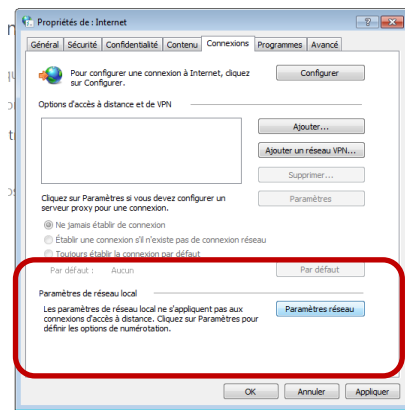 Propriétés de : Internet
Général Sécurité Confidentialité Contenu Connexions Programmes Avancé
Pour configurer une connexion à Internet, cliquez
sur Configurer.
Configurer
Options d'accès à distance et de VPN
Ajouter...
Ajouter un réseau VPN...
Supprimer...
Cliquez sur Paramètres si vous devez configurer un
serveur proxy pour une connexion.
Paramètres
Ne jamais établir de connexion
Établir une connexion s'il n'existe pas de connexion réseau
Toujours établir la connexion par défaut
Par défaut : Aucun
Par défaut
Paramètres de réseau local
Les paramètres de réseau local ne s'appliquent pas aux
connexions d'accès à distance. Cliquez sur Paramètres pour
définir les options de numérotation.
Paramètres réseau
OK Annuler Appliquer